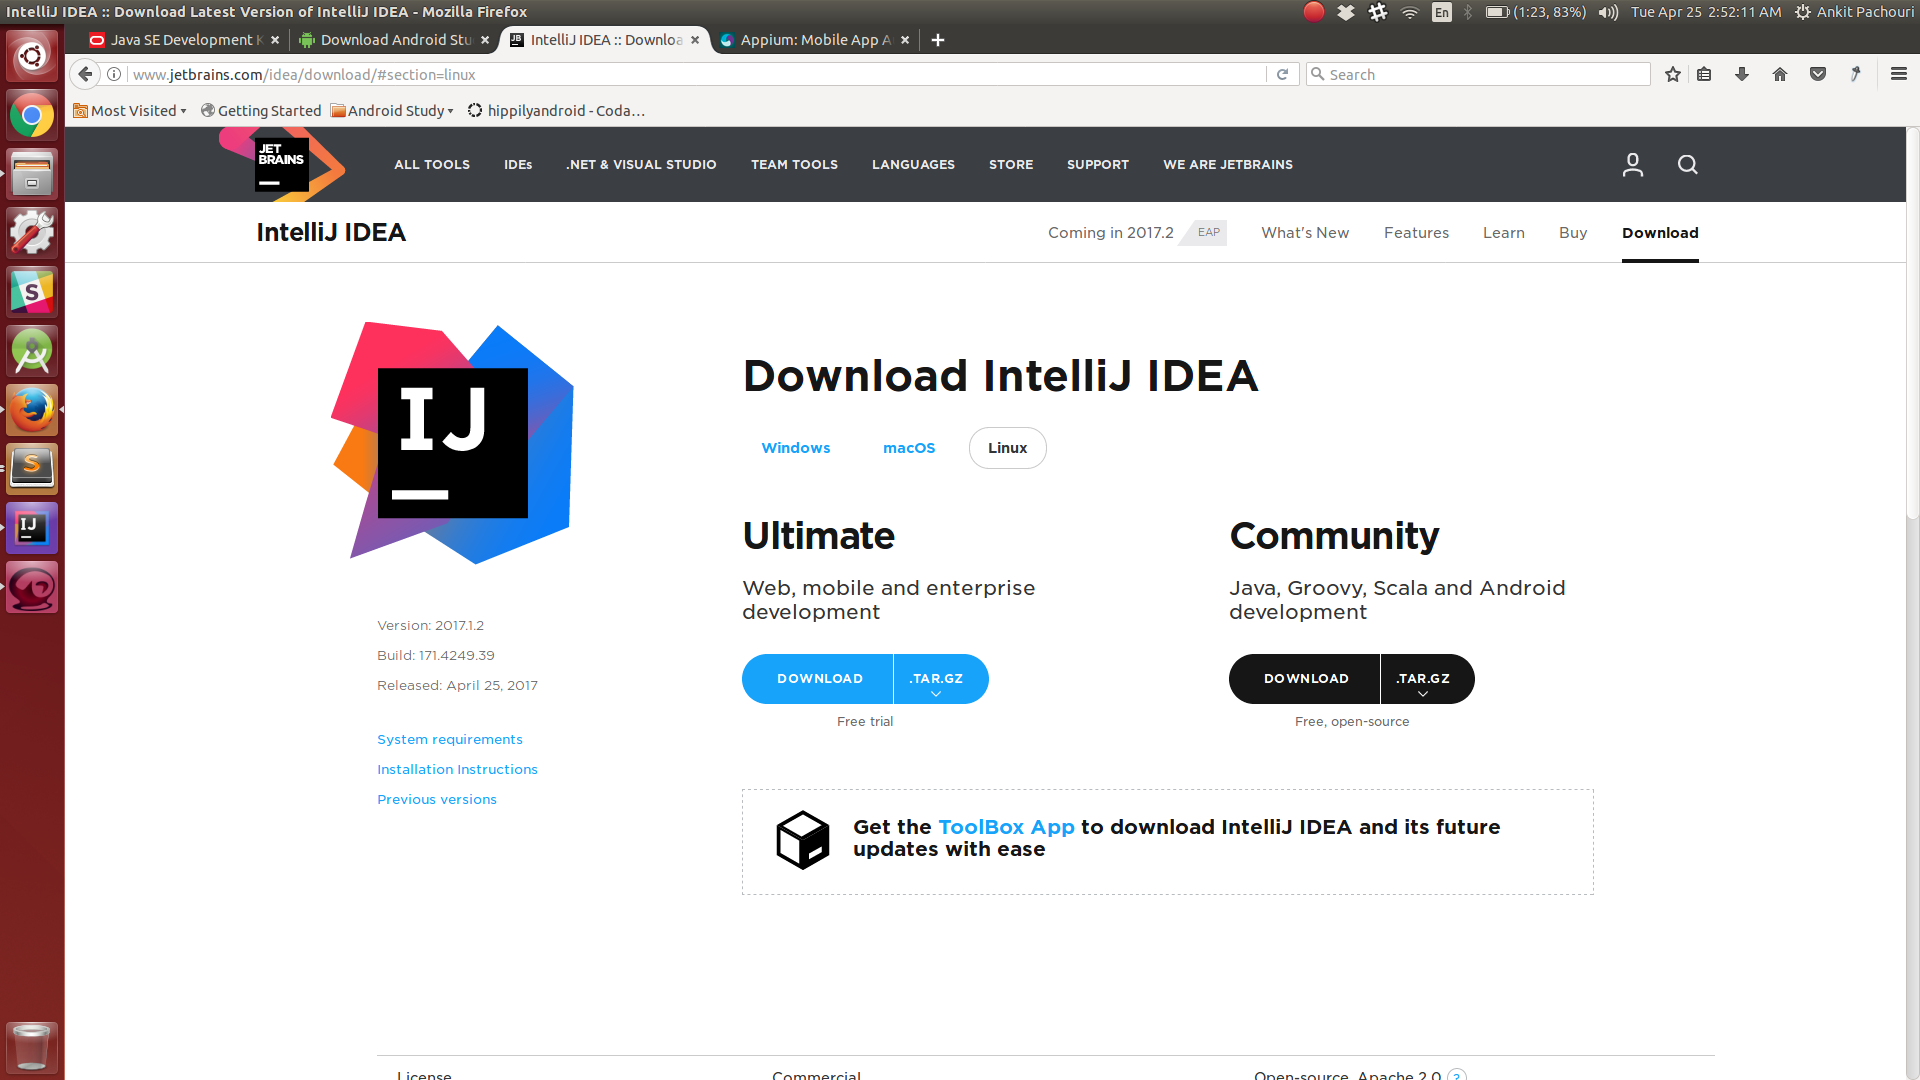 IntelliJ IDEA :: Download Latest Version of IntelliJ IDEA - Mozilla Firefox
En
(1:23, 83%)
Tue Apr 25 2:52:11 AM
Ankit Pachouri
Java SE Development K
Download Android Stu
IntelliJ IDEA :: Downloa
Appium: Mobile App A
www.jetbrains.com/idea/download/#section=linux
Search
Most Visited
Getting Started
Android Study
hippilyandroid - Coda...
JET
BRAINS
ALL TOOLS
IDEs
.NET & VISUAL STUDIO
TEAM TOOLS
LANGUAGES
STORE
SUPPORT
WE ARE JETBRAINS
IntelliJ IDEA
Coming in 2017.2
EAP
What's New
Features
Learn
Buy
Download
IJ
Download IntelliJ IDEA
Windows
macOS
Linux
Ultimate
Web, mobile and enterprise
development
DOWNLOAD
.TAR.GZ
Free trial
Community
Java, Groovy, Scala and Android
development
DOWNLOAD
.TAR.GZ
Free, open-source
Version: 2017.1.2
Build: 171.4249.39
Released: April 25, 2017
System requirements
Installation Instructions
Previous versions
Get the ToolBox App to download IntelliJ IDEA and its future
updates with ease
License
Commercial
Open-source, Apache 2.0 ?